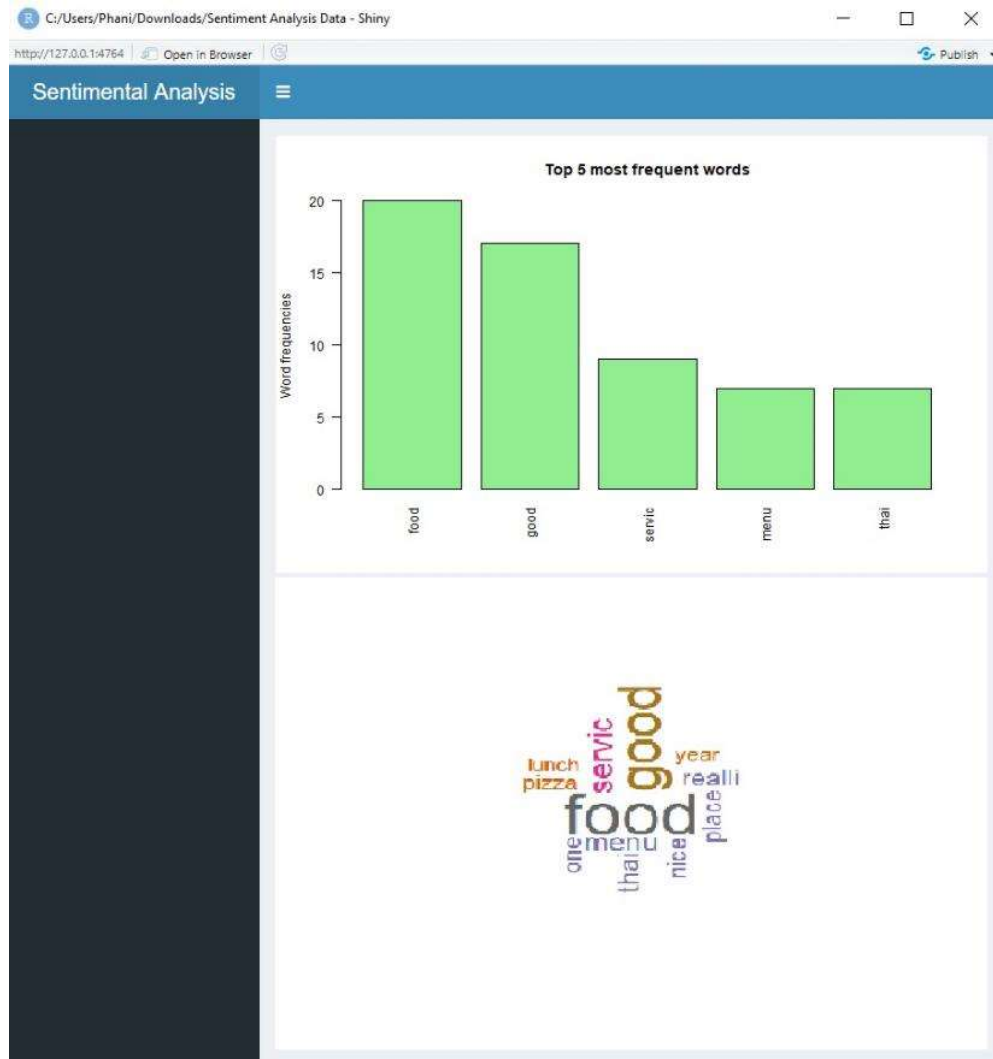 R C:/Users/Phani/Downloads/Sentiment Analysis Data - Shiny
http://127.0.0.1:4764 Open in Browser Publish
Sentimental Analysis
Top 5 most frequent words
Word frequencies
20
15
10
5
0
food
good
servic
menu
thai
good
servic
lunch
year
pizza
realli
food
place
one
menu
thai
nice